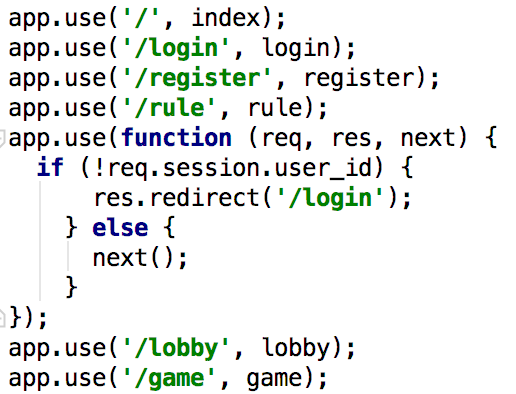 app.use('/', index);
app.use('/login', login);
app.use('/register', register);
app.use('/rule', rule);
app.use(function (req, res, next) {
  if (!req.session.user_id) {
      res.redirect('/login');
    } else {
      next();
    }
});
app.use('/lobby', lobby);
app.use('/game', game);